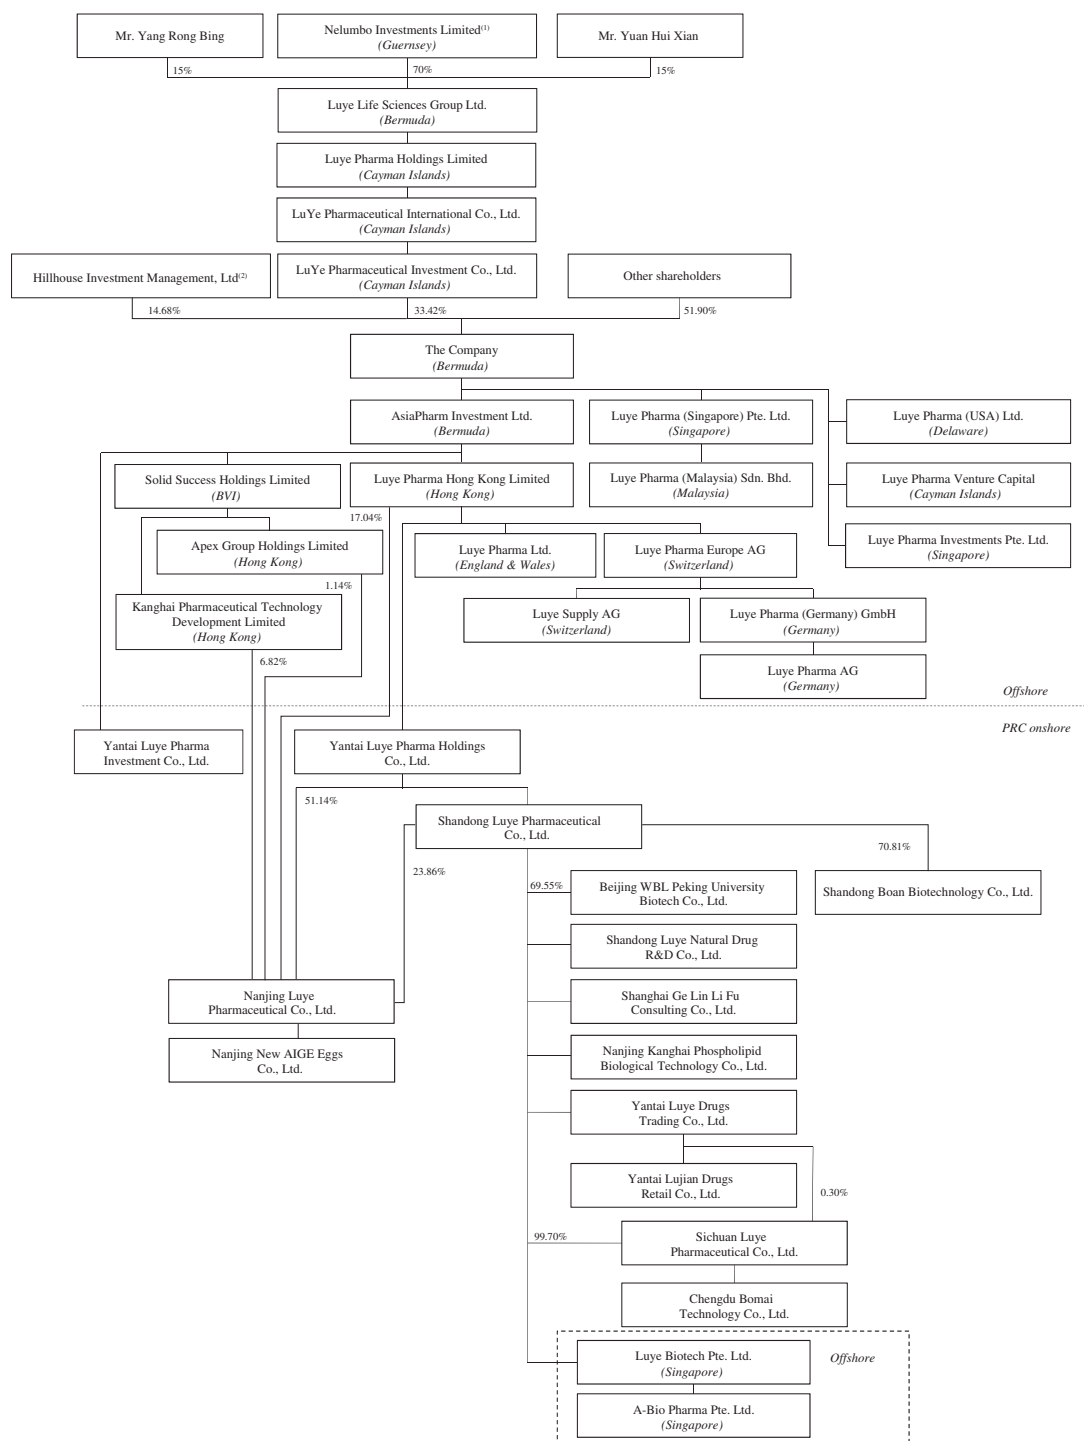 Mr. Yang Rong Bing
Nelumbo Investments Limited(1)
(Guernsey)
Mr. Yuan Hui Xian
15%
70%
15%
Luye Life Sciences Group Ltd.
(Bermuda)
Luye Pharma Holdings Limited
(Cayman Islands)
LuYe Pharmaceutical International Co., Ltd.
(Cayman Islands)
Hillhouse Investment Management, Ltd(2)
LuYe Pharmaceutical Investment Co., Ltd.
(Cayman Islands)
Other shareholders
14.68%
33.42%
51.90%
The Company
(Bermuda)
AsiaPharm Investment Ltd.
(Bermuda)
Luye Pharma (Singapore) Pte. Ltd.
(Singapore)
Luye Pharma (USA) Ltd.
(Delaware)
Solid Success Holdings Limited
(BVI)
Luye Pharma Hong Kong Limited
(Hong Kong)
Luye Pharma (Malaysia) Sdn. Bhd.
(Malaysia)
Luye Pharma Venture Capital
(Cayman Islands)
17.04%
Apex Group Holdings Limited
(Hong Kong)
Luye Pharma Ltd.
(England & Wales)
Luye Pharma Europe AG
(Switzerland)
Luye Pharma Investments Pte. Ltd.
(Singapore)
1.14%
Kanghai Pharmaceutical Technology
Development Limited
(Hong Kong)
Luye Supply AG
(Switzerland)
Luye Pharma (Germany) GmbH
(Germany)
6.82%
Luye Pharma AG
(Germany)
Offshore
PRC onshore
Yantai Luye Pharma
Investment Co., Ltd.
Yantai Luye Pharma Holdings
Co., Ltd.
51.14%
Shandong Luye Pharmaceutical
Co., Ltd.
70.81%
23.86%
69.55%
Beijing WBL Peking University
Biotech Co., Ltd.
Shandong Boan Biotechnology Co., Ltd.
Shandong Luye Natural Drug
R&D Co., Ltd.
Nanjing Luye
Pharmaceutical Co., Ltd.
Shanghai Ge Lin Li Fu
Consulting Co., Ltd.
Nanjing New AIGE Eggs
Co., Ltd.
Nanjing Kanghai Phospholipid
Biological Technology Co., Ltd.
Yantai Luye Drugs
Trading Co., Ltd.
Yantai Lujian Drugs
Retail Co., Ltd.
0.30%
99.70%
Sichuan Luye
Pharmaceutical Co., Ltd.
Chengdu Bomai
Technology Co., Ltd.
Luye Biotech Pte. Ltd.
(Singapore)
Offshore
A-Bio Pharma Pte. Ltd.
(Singapore)